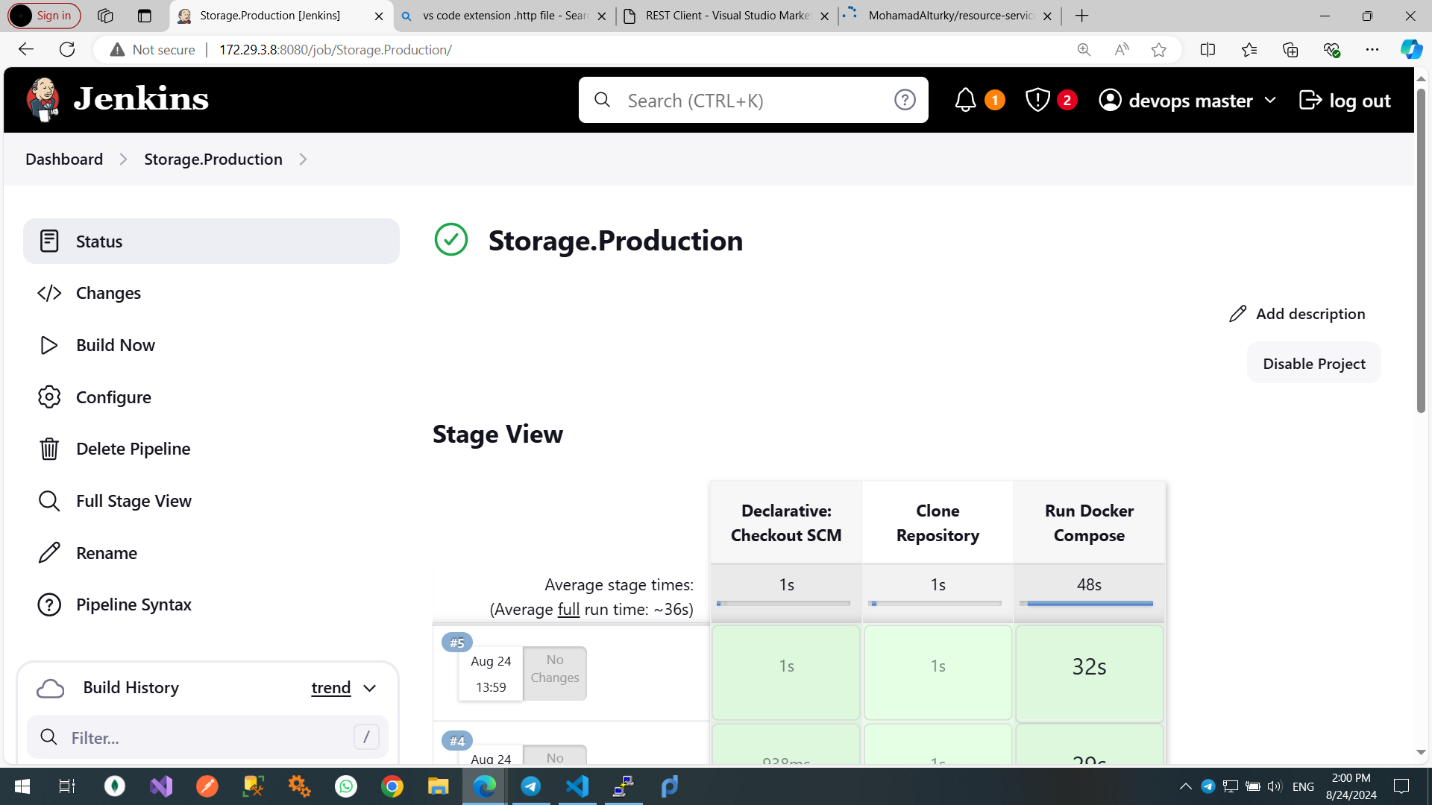 Sign in
Storage.Production [Jenkins]
vs code extension .http file - Sear
REST Client - Visual Studio Market
MohamadAlturky/resource-servic
Not secure
172.29.3.8:8080/job/Storage.Production/
Jenkins
Search (CTRL+K)
?
1
2
devops master
log out
Dashboard
Storage.Production
Status
Changes
Build Now
Configure
Delete Pipeline
Full Stage View
Rename
Pipeline Syntax
Build History
trend
Filter...
/
Storage.Production
Add description
Disable Project
Stage View
Declarative:
Checkout SCM
Clone
Repository
Run Docker
Compose
Average stage times:
(Average full run time: ~36s)
1s
1s
48s
#5
Aug 24
13:59
No
Changes
1s
1s
32s
#4
Aug 24
No
938ms
1s
29s
ENG
2:00 PM
8/24/2024